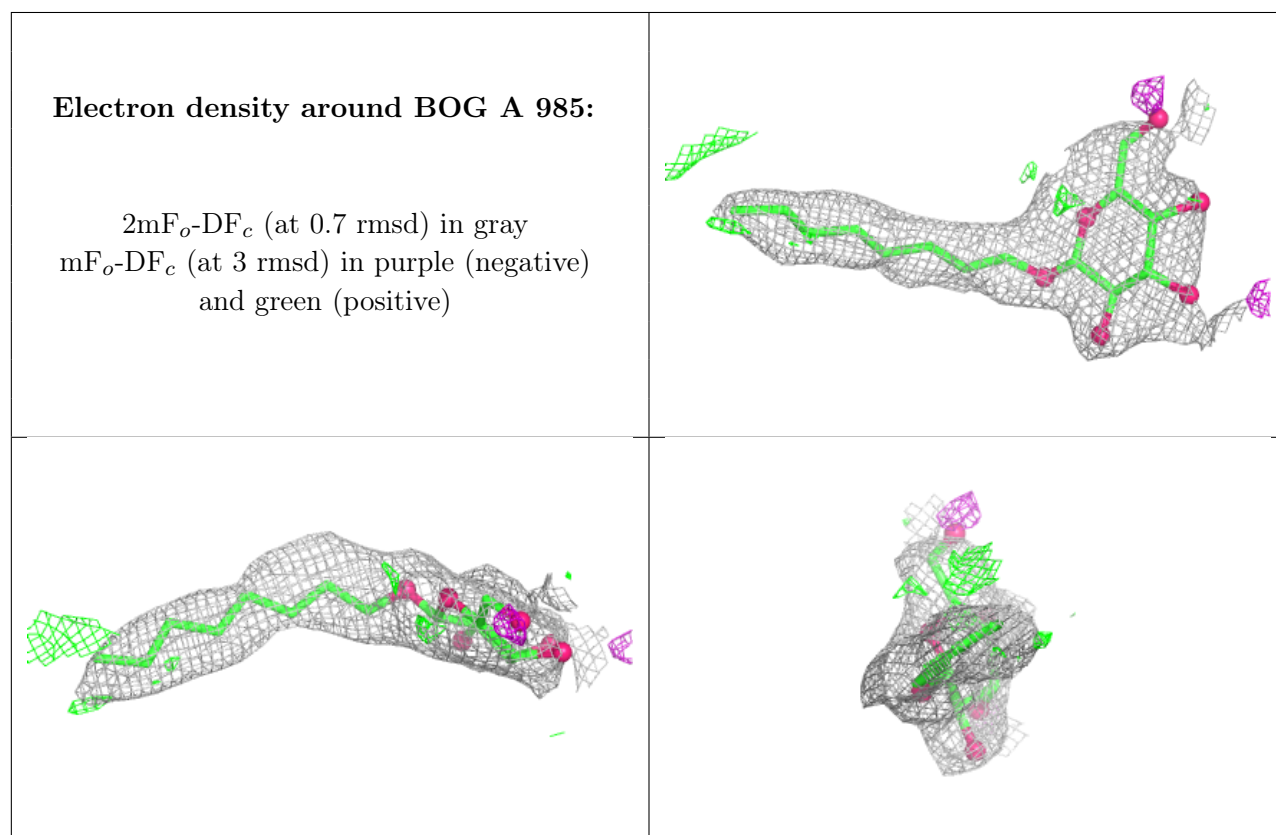 Electron density around BOG A 985:
2mFo-DFc (at 0.7 rmsd) in gray
mFo-DFc (at 3 rmsd) in purple (negative)
and green (positive)